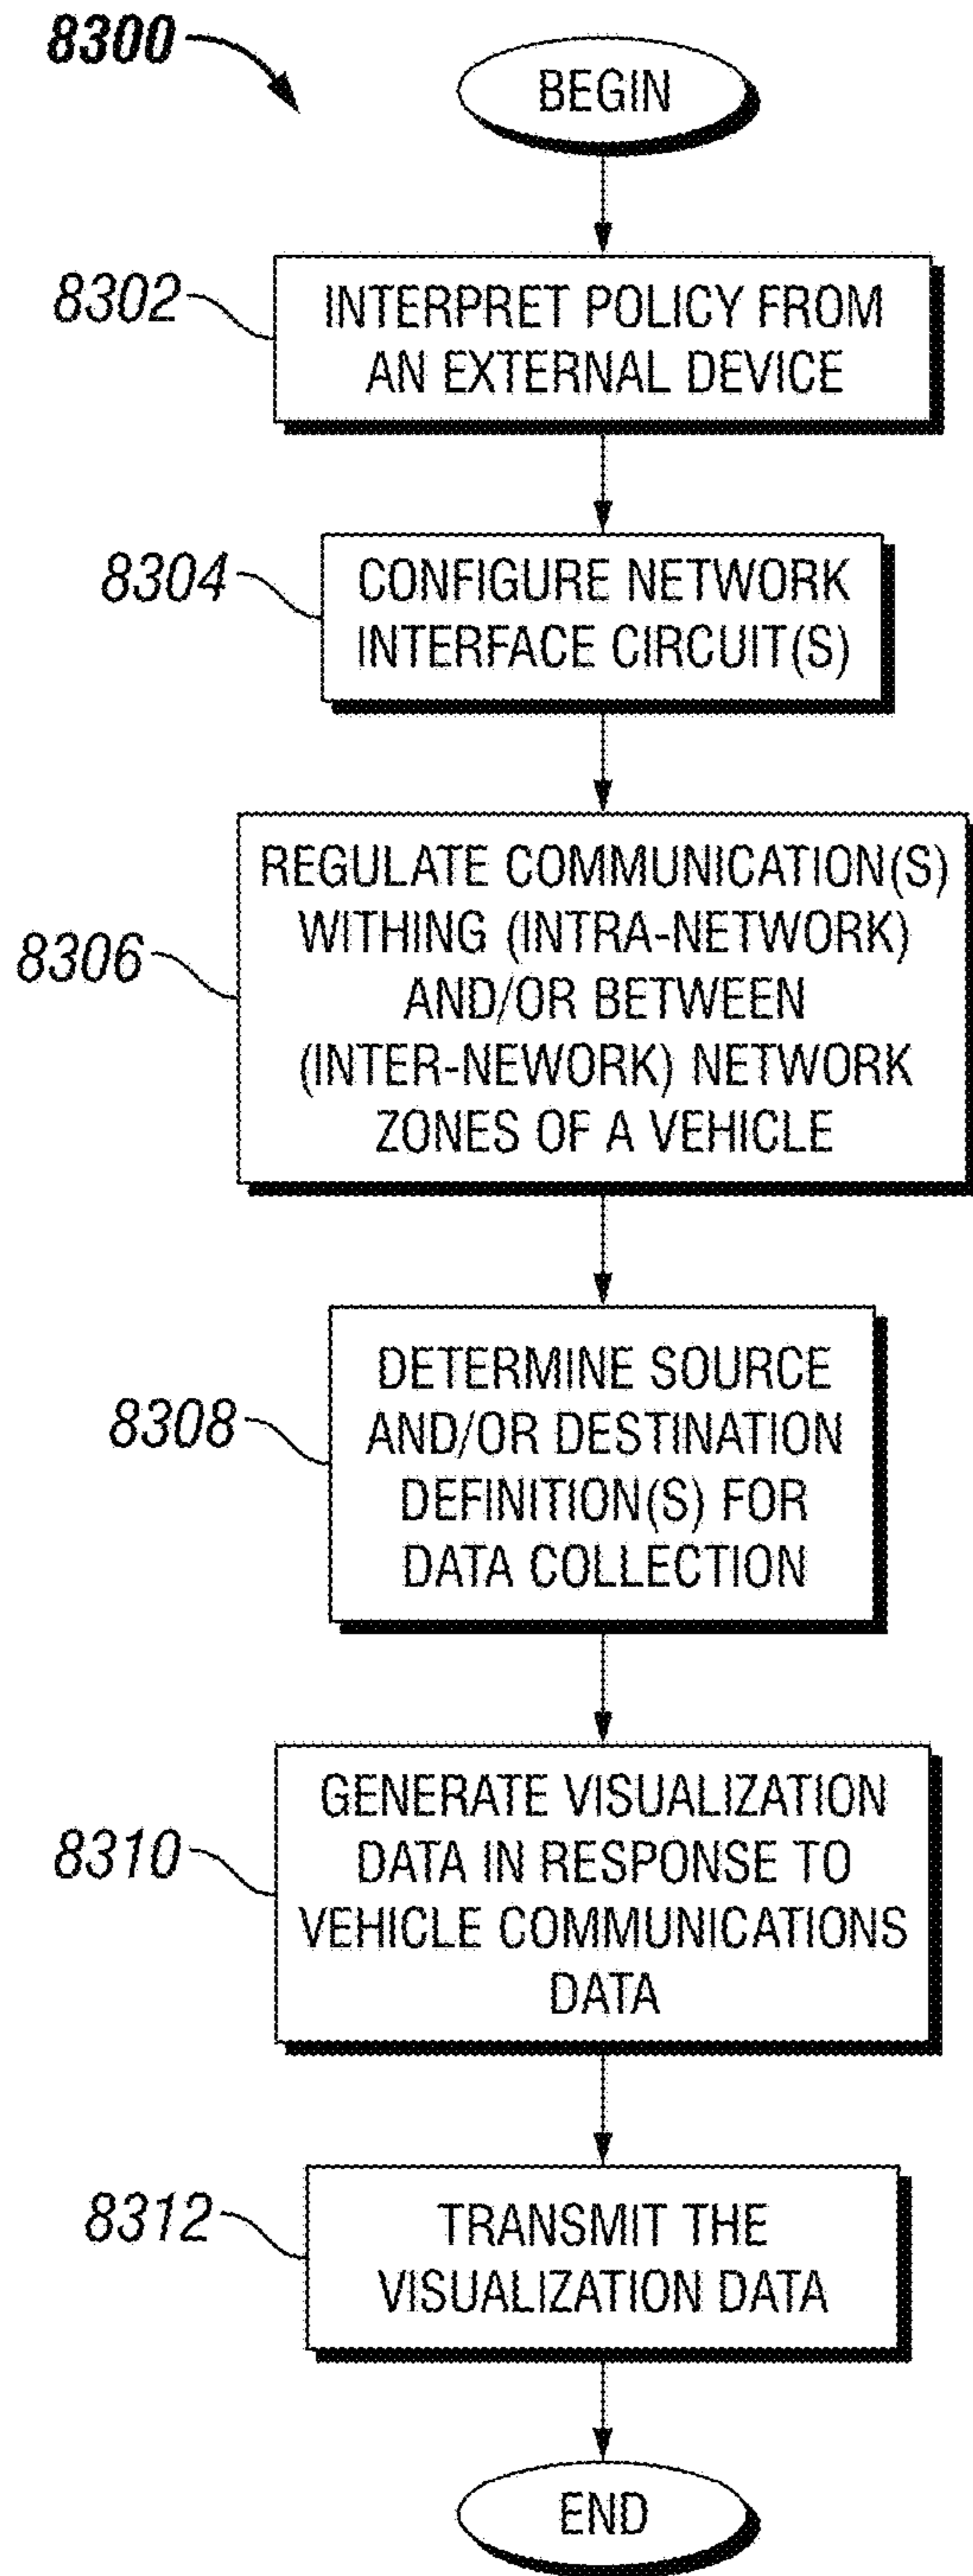 8300
BEGIN
8302
INTERPRET POLICY FROM
AN EXTERNAL DEVICE
8304
CONFIGURE NETWORK
INTERFACE CIRCUIT(S)
8306
REGULATE COMMUNICATION(S)
WITHING (INTRA-NETWORK)
AND/OR BETWEEN
(INTER-NEWORK) NETWORK
ZONES OF A VEHICLE
8308
DETERMINE SOURCE
AND/OR DESTINATION
DEFINITION(S) FOR
DATA COLLECTION
8310
GENERATE VISUALIZATION
DATA IN RESPONSE TO
VEHICLE COMMUNICATIONS
DATA
8312
TRANSMIT THE
VISUALIZATION DATA
END